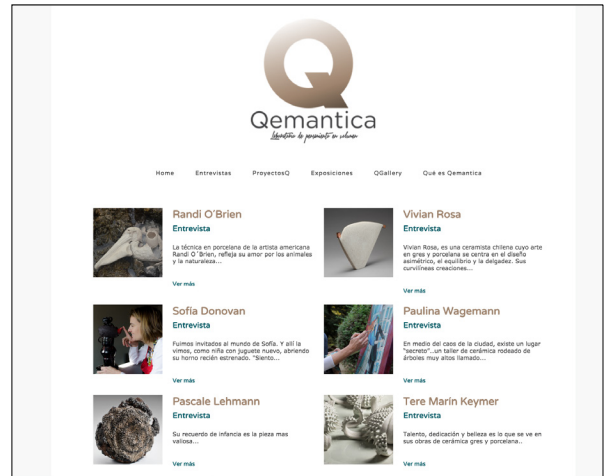 Qemantica
Laboratorio de pensamiento en volumen
Home Entrevistas ProyectosQ Exposiciones QGallery Qué es Qemantica
Randi O´Brien
Entrevista
La técnica en porcelana de la artista americana
Randi O´Brien, refleja su amor por los animales
y la naturaleza...
Ver más
Vivian Rosa
Entrevista
Vivian Rosa, es una ceramista chilena cuyo arte
en gres y porcelana se centra en el diseño
asimétrico, el equilibrio y la delgadez. Sus
curvilíneas creaciones...
Ver más
Sofía Donovan
Entrevista
Fuimos invitados al mundo de Sofía. Y allí la
vimos, como niña con juguete nuevo, abriendo
su horno recién estrenado. "Siento...
Ver más
Paulina Wagemann
Entrevista
En medio del caos de la ciudad, existe un lugar
"secreto"..un taller de cerámica rodeado de
árboles muy altos llamado...
Ver más
Pascale Lehmann
Entrevista
Su recuerdo de infancia es la pieza mas
valiosa...
Ver más
Tere Marín Keymer
Entrevista
Talento, dedicación y belleza es lo que se ve en
sus obras de cerámica gres y porcelana..
Ver más